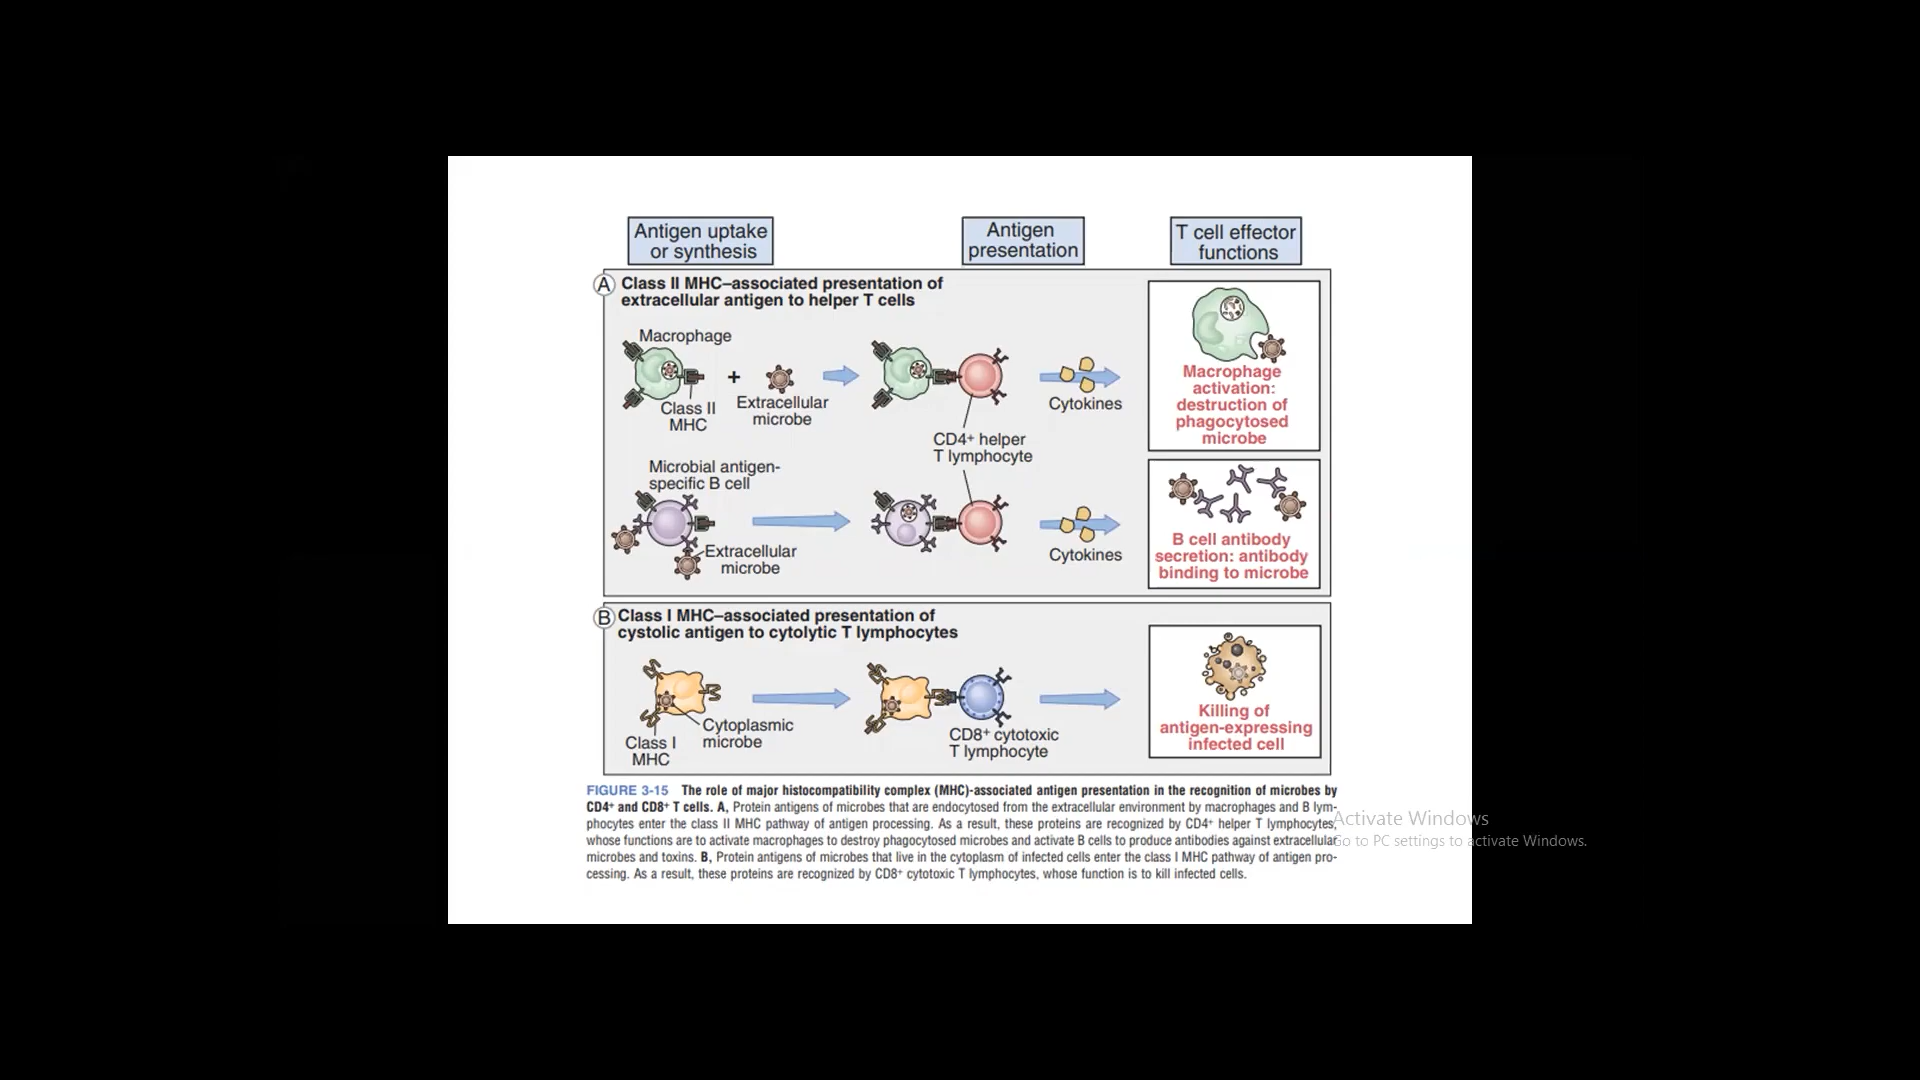 Antigen uptake
or synthesis
Antigen
presentation
T cell effector
functions
A Class II MHC–associated presentation of
extracellular antigen to helper T cells
Macrophage
+
Class II
MHC
Extracellular
microbe
CD4+ helper
T lymphocyte
Cytokines
Macrophage
activation:
destruction of
phagocytosed
microbe
Microbial antigen-
specific B cell
Extracellular
microbe
Cytokines
B cell antibody
secretion: antibody
binding to microbe
B Class I MHC–associated presentation of
cystolic antigen to cytolytic T lymphocytes
Class I
MHC
Cytoplasmic
microbe
CD8+ cytotoxic
T lymphocyte
Killing of
antigen-expressing
infected cell
FIGURE 3-15 The role of major histocompatibility complex (MHC)-associated antigen presentation in the recognition of microbes by
CD4+ and CD8+ T cells. A, Protein antigens of microbes that are endocytosed from the extracellular environment by macrophages and B lym-
phocytes enter the class II MHC pathway of antigen processing. As a result, these proteins are recognized by CD4+ helper T lymphocytes,
whose functions are to activate macrophages to destroy phagocytosed microbes and activate B cells to produce antibodies against extracellular
microbes and toxins. B, Protein antigens of microbes that live in the cytoplasm of infected cells enter the class I MHC pathway of antigen pro-
cessing. As a result, these proteins are recognized by CD8+ cytotoxic T lymphocytes, whose function is to kill infected cells.
Activate Windows
Go to PC settings to activate Windows.